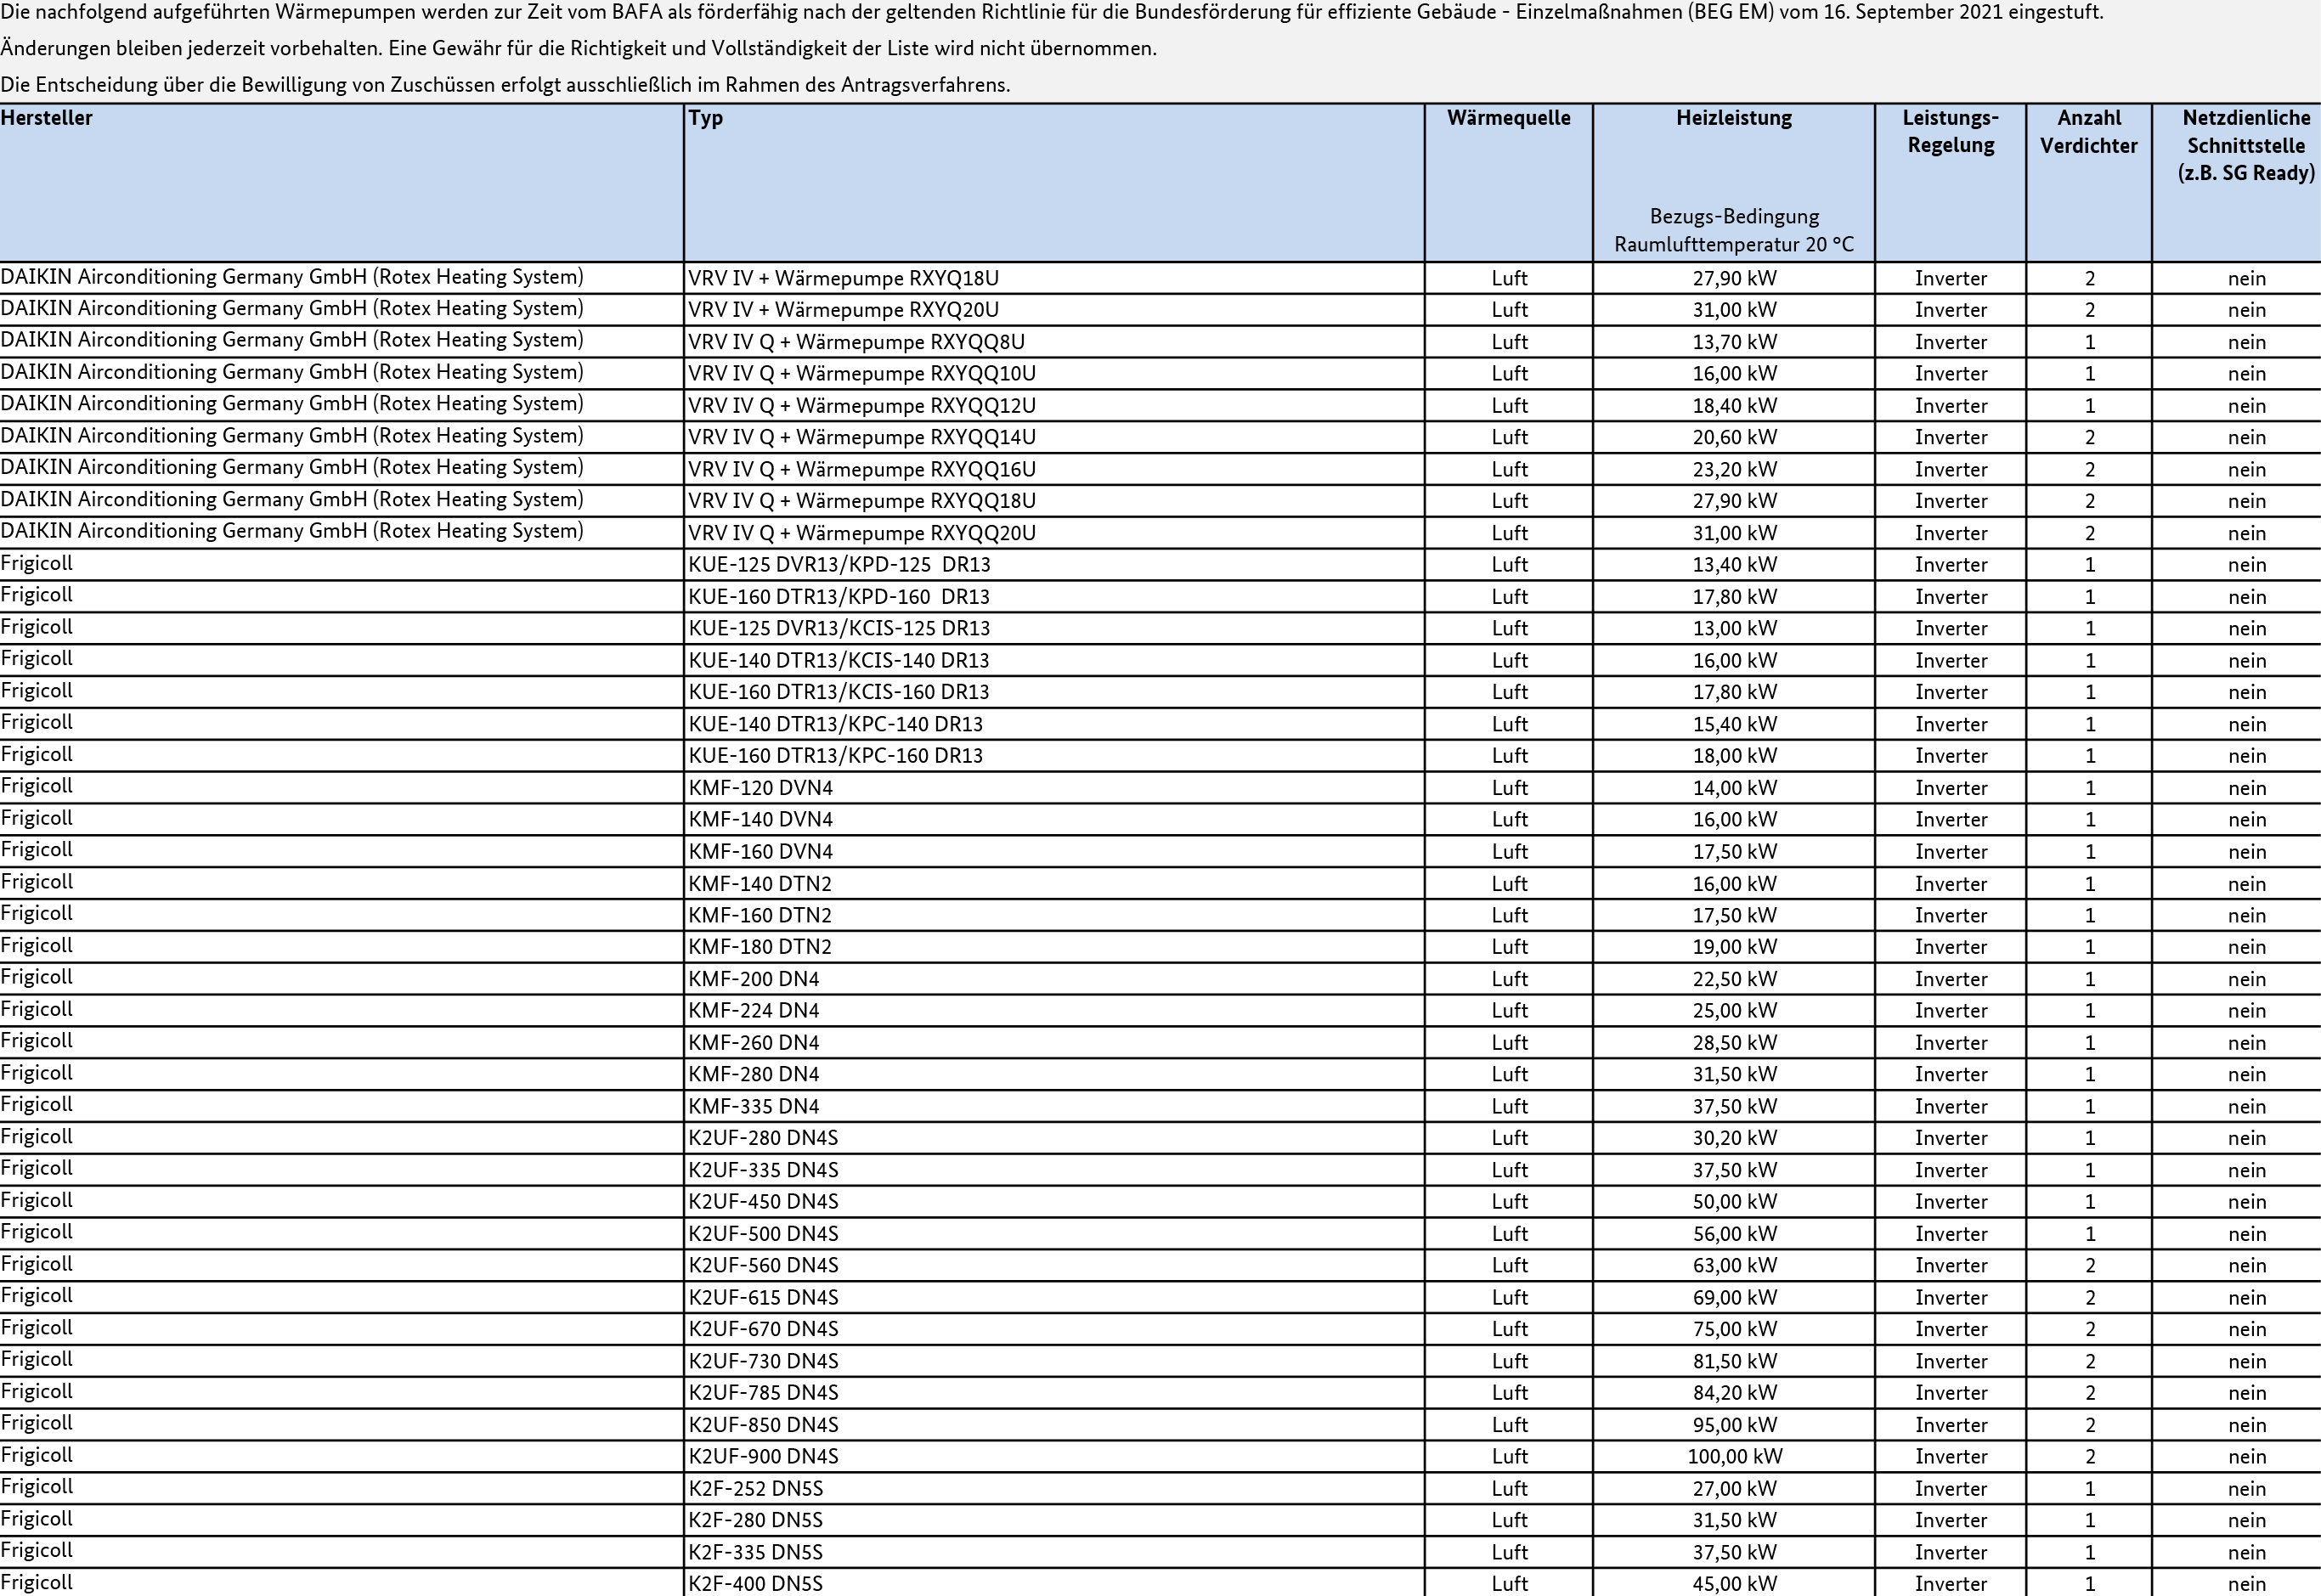 Die nachfolgend aufgeführten Wärmepumpen werden zur Zeit vom BAFA als förderfähig nach der geltenden Richtlinie für die Bundesförderung für effiziente Gebäude - Einzelmaßnahmen (BEG EM) vom 16. September 2021 eingestuft.
Änderungen bleiben jederzeit vorbehalten. Eine Gewähr für die Richtigkeit und Vollständigkeit der Liste wird nicht übernommen.
Die Entscheidung über die Bewilligung von Zuschüssen erfolgt ausschließlich im Rahmen des Antragsverfahrens.
Hersteller Typ Wärmequelle Heizleistung Leistungs- Anzahl Netzdienliche
Regelung Verdichter Schnittstelle
(z.B. SG Ready)
Bezugs-Bedingung
Raumlufttemperatur 20 °C
DAIKIN Airconditioning Germany GmbH (Rotex Heating System) VRV IV + Wärmepumpe RXYQ18U Luft 27,90 kW Inverter 2 nein
DAIKIN Airconditioning Germany GmbH (Rotex Heating System) VRV IV + Wärmepumpe RXYQ20U Luft 31,00 kW Inverter 2 nein
DAIKIN Airconditioning Germany GmbH (Rotex Heating System) VRV IV Q + Wärmepumpe RXYQQ8U Luft 13,70 kW Inverter 1 nein
DAIKIN Airconditioning Germany GmbH (Rotex Heating System) VRV IV Q + Wärmepumpe RXYQQ10U Luft 16,00 kW Inverter 1 nein
DAIKIN Airconditioning Germany GmbH (Rotex Heating System) VRV IV Q + Wärmepumpe RXYQQ12U Luft 18,40 kW Inverter 1 nein
DAIKIN Airconditioning Germany GmbH (Rotex Heating System) VRV IV Q + Wärmepumpe RXYQQ14U Luft 20,60 kW Inverter 2 nein
DAIKIN Airconditioning Germany GmbH (Rotex Heating System) VRV IV Q + Wärmepumpe RXYQQ16U Luft 23,20 kW Inverter 2 nein
DAIKIN Airconditioning Germany GmbH (Rotex Heating System) VRV IV Q + Wärmepumpe RXYQQ18U Luft 27,90 kW Inverter 2 nein
DAIKIN Airconditioning Germany GmbH (Rotex Heating System) VRV IV Q + Wärmepumpe RXYQQ20U Luft 31,00 kW Inverter 2 nein
Frigicoll KUE-125 DVR13/KPD-125  DR13 Luft 13,40 kW Inverter 1 nein
Frigicoll KUE-160 DTR13/KPD-160  DR13 Luft 17,80 kW Inverter 1 nein
Frigicoll KUE-125 DVR13/KCIS-125 DR13 Luft 13,00 kW Inverter 1 nein
Frigicoll KUE-140 DTR13/KCIS-140 DR13 Luft 16,00 kW Inverter 1 nein
Frigicoll KUE-160 DTR13/KCIS-160 DR13 Luft 17,80 kW Inverter 1 nein
Frigicoll KUE-140 DTR13/KPC-140 DR13 Luft 15,40 kW Inverter 1 nein
Frigicoll KUE-160 DTR13/KPC-160 DR13 Luft 18,00 kW Inverter 1 nein
Frigicoll KMF-120 DVN4 Luft 14,00 kW Inverter 1 nein
Frigicoll KMF-140 DVN4 Luft 16,00 kW Inverter 1 nein
Frigicoll KMF-160 DVN4 Luft 17,50 kW Inverter 1 nein
Frigicoll KMF-140 DTN2 Luft 16,00 kW Inverter 1 nein
Frigicoll KMF-160 DTN2 Luft 17,50 kW Inverter 1 nein
Frigicoll KMF-180 DTN2 Luft 19,00 kW Inverter 1 nein
Frigicoll KMF-200 DN4 Luft 22,50 kW Inverter 1 nein
Frigicoll KMF-224 DN4 Luft 25,00 kW Inverter 1 nein
Frigicoll KMF-260 DN4 Luft 28,50 kW Inverter 1 nein
Frigicoll KMF-280 DN4 Luft 31,50 kW Inverter 1 nein
Frigicoll KMF-335 DN4 Luft 37,50 kW Inverter 1 nein
Frigicoll K2UF-280 DN4S Luft 30,20 kW Inverter 1 nein
Frigicoll K2UF-335 DN4S Luft 37,50 kW Inverter 1 nein
Frigicoll K2UF-450 DN4S Luft 50,00 kW Inverter 1 nein
Frigicoll K2UF-500 DN4S Luft 56,00 kW Inverter 1 nein
Frigicoll K2UF-560 DN4S Luft 63,00 kW Inverter 2 nein
Frigicoll K2UF-615 DN4S Luft 69,00 kW Inverter 2 nein
Frigicoll K2UF-670 DN4S Luft 75,00 kW Inverter 2 nein
Frigicoll K2UF-730 DN4S Luft 81,50 kW Inverter 2 nein
Frigicoll K2UF-785 DN4S Luft 84,20 kW Inverter 2 nein
Frigicoll K2UF-850 DN4S Luft 95,00 kW Inverter 2 nein
Frigicoll K2UF-900 DN4S Luft 100,00 kW Inverter 2 nein
Frigicoll K2F-252 DN5S Luft 27,00 kW Inverter 1 nein
Frigicoll K2F-280 DN5S Luft 31,50 kW Inverter 1 nein
Frigicoll K2F-335 DN5S Luft 37,50 kW Inverter 1 nein
Frigicoll K2F-400 DN5S Luft 45,00 kW Inverter 1 nein